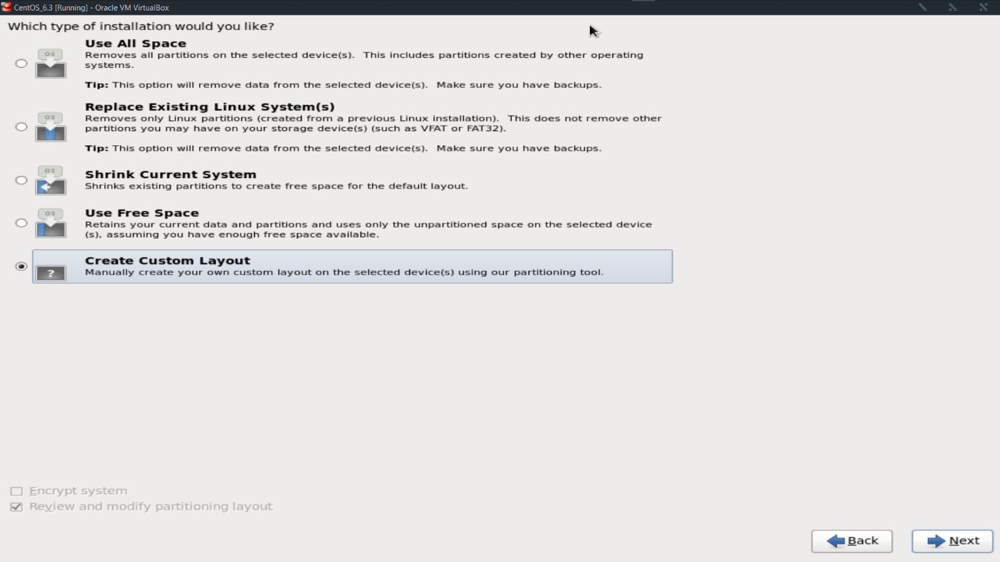 CentOS_6.3 [Running] - Oracle VM VirtualBox
Which type of installation would you like?
Use All Space
OS
Removes all partitions on the selected device(s).  This includes partitions created by other operating
systems.
Tip: This option will remove data from the selected device(s).  Make sure you have backups.
Replace Existing Linux System(s)
OS
Removes only Linux partitions (created from a previous Linux installation).  This does not remove other
partitions you may have on your storage device(s) (such as VFAT or FAT32).
Tip: This option will remove data from the selected device(s).  Make sure you have backups.
OS
Shrink Current System
Shrinks existing partitions to create free space for the default layout.
OS
Use Free Space
Retains your current data and partitions and uses only the unpartitioned space on the selected device
(s), assuming you have enough free space available.
Create Custom Layout
? Manually create your own custom layout on the selected device(s) using our partitioning tool.
Encrypt system
Review and modify partitioning layout
Back Next